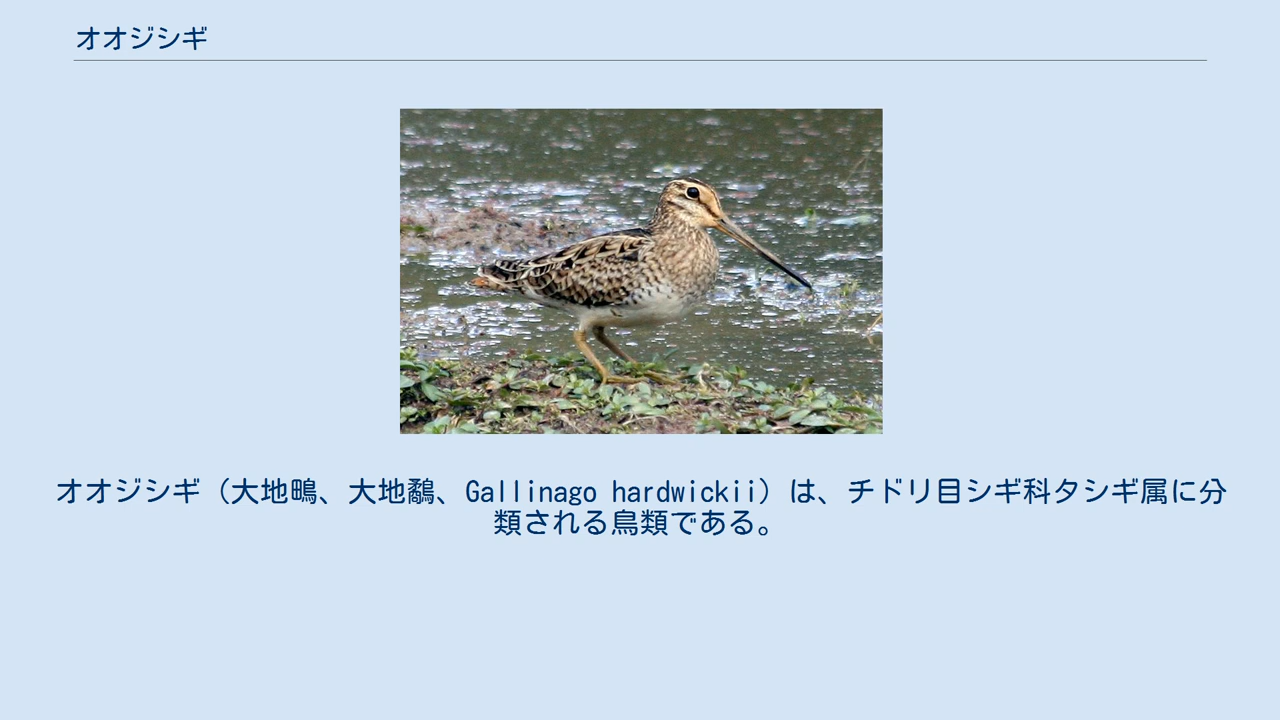 オオジシギ
オオジシギ（大地鴫、大地鷸、Gallinago hardwickii）は、チドリ目シギ科タシギ属に分
類される鳥類である。